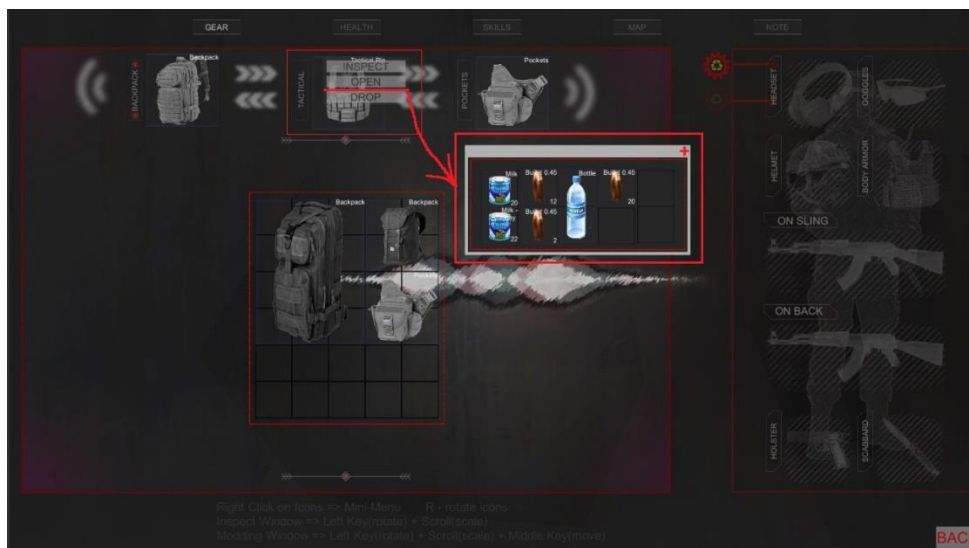 GEAR
HEALTH
SKILLS
MAP
NOTE
BACKPACK
Backpack
TACTICAL
INSPECT
OPEN
DROP
POCKETS
Pockets
HEADSET
GOGGLES
HELMET
BODY ARMOR
Milk
20
Bullet 0.45
12
Bottle
Bullet 0.45
20
Milk -
22
Bullet 0.45
2
Backpack
Backpack
Pockets
ON SLING
ON BACK
HOLSTER
SCABBARD
Right Click on Icons => Mini-Menu R - rotate icons
Inspect Window => Left Key(rotate) + Scroll(scale)
Modding Window => Left Key(rotate) + Scroll(scale) + Middle Key(move)
BAC